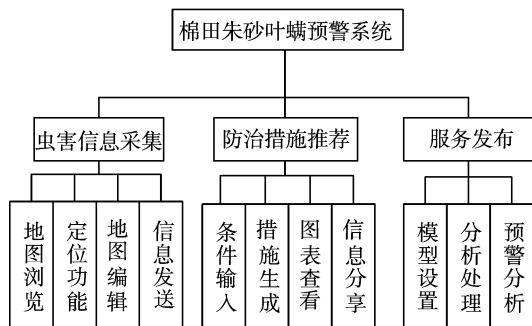 棉田朱砂叶螨预警系统
虫害信息采集
防治措施推荐
服务发布
地图浏览
定位功能
地图编辑
信息发送
条件输入
措施生成
图表查看
信息分享
模型设置
分析处理
预警分析